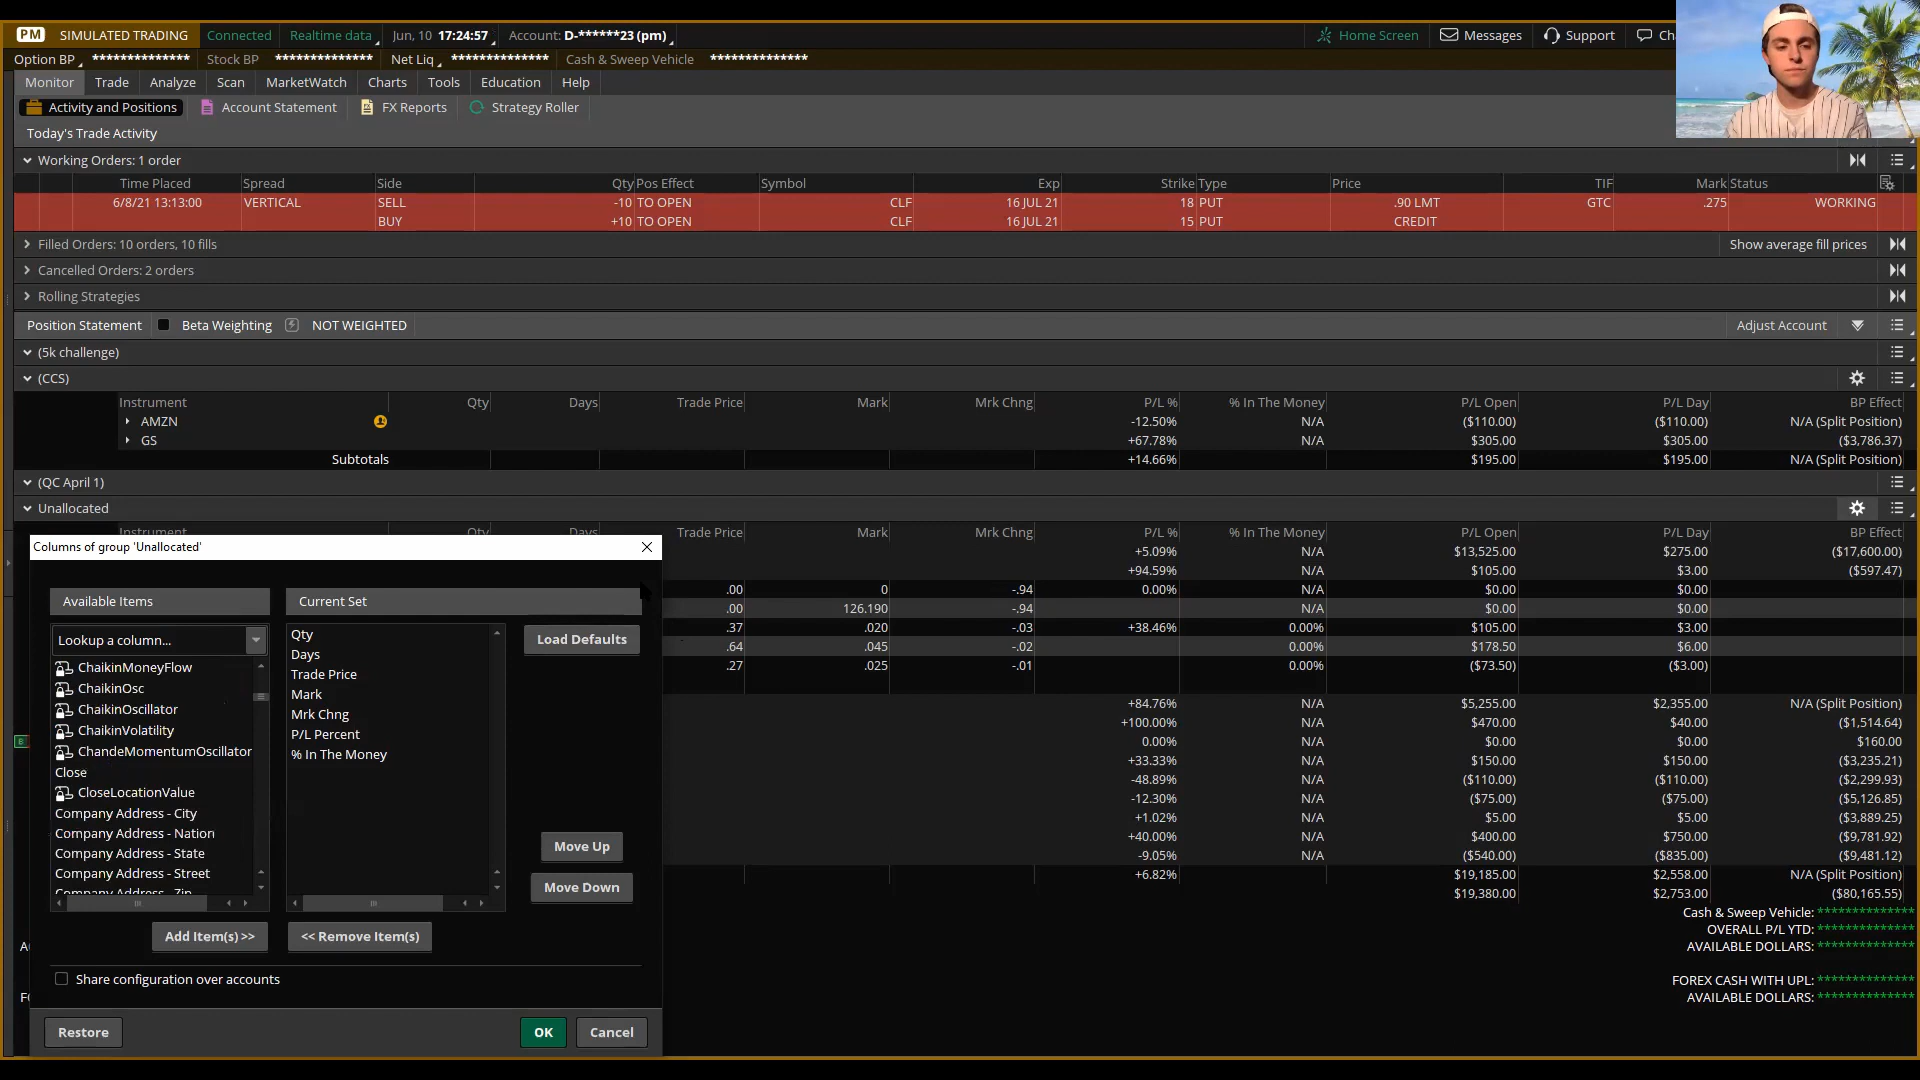 PM SIMULATED TRADING Connected Realtime data Jun, 10 17:24:57 Account: D-******23 (pm) Home Screen Messages Support
Option BP ************** Stock BP ************** Net Liq ************** Cash & Sweep Vehicle **************
Monitor Trade Analyze Scan MarketWatch Charts Tools Education Help
Activity and Positions Account Statement FX Reports Strategy Roller
Today's Trade Activity
Working Orders: 1 order
Time Placed Spread Side Qty Pos Effect Symbol Exp Strike Type Price TIF Mark Status
6/8/21 13:13:00 VERTICAL SELL -10 TO OPEN CLF 16 JUL 21 18 PUT .90 LMT GTC .275 WORKING
BUY +10 TO OPEN CLF 16 JUL 21 15 PUT CREDIT
Filled Orders: 10 orders, 10 fills Show average fill prices
Cancelled Orders: 2 orders
Rolling Strategies
Position Statement Beta Weighting NOT WEIGHTED Adjust Account
(5k challenge)
(CCS)
Instrument Qty Days Trade Price Mark Mrk Chng P/L % % In The Money P/L Open P/L Day BP Effect
AMZN -12.50% N/A ($110.00) ($110.00) N/A (Split Position)
GS +67.78% N/A $305.00 $305.00 ($3,786.37)
Subtotals +14.66% $195.00 $195.00 N/A (Split Position)
(QC April 1)
Unallocated
Instrument Qty Days Trade Price Mark Mrk Chng P/L % % In The Money P/L Open P/L Day BP Effect
+5.09% N/A $13,525.00 $275.00 ($17,600.00)
+94.59% N/A $105.00 $3.00 ($597.47)
.00 0 -.94 0.00% $0.00 $0.00
.00 126.190 -.94 $0.00 $0.00
.37 .020 -.03 +38.46% 0.00% $105.00 $3.00
.64 .045 -.02 0.00% $178.50 $6.00
.27 .025 -.01 0.00% ($73.50) ($3.00)
+84.76% N/A $5,255.00 $2,355.00 N/A (Split Position)
+100.00% N/A $470.00 $40.00 ($1,514.64)
0.00% N/A $0.00 $0.00 $160.00
+33.33% N/A $150.00 $150.00 ($3,235.21)
-48.89% N/A ($110.00) ($110.00) ($2,299.93)
-12.30% N/A ($75.00) ($75.00) ($5,126.85)
+1.02% N/A $5.00 $5.00 ($3,889.25)
+40.00% N/A $400.00 $750.00 ($9,781.92)
-9.05% N/A ($540.00) ($835.00) ($9,481.12)
+6.82% $19,185.00 $2,558.00 N/A (Split Position)
$19,380.00 $2,753.00 ($80,165.55)
Cash & Sweep Vehicle: **************
OVERALL P/L YTD: **************
AVAILABLE DOLLARS: **************
FOREX CASH WITH UPL: **************
AVAILABLE DOLLARS: **************
Columns of group 'Unallocated'
Available Items Current Set
Lookup a column...
ChaikinMoneyFlow
ChaikinOsc
ChaikinOscillator
ChaikinVolatility
ChandeMomentumOscillator
Close
CloseLocationValue
Company Address - City
Company Address - Nation
Company Address - State
Company Address - Street
Company Address - Zip
Qty
Days
Trade Price
Mark
Mrk Chng
P/L Percent
% In The Money
Load Defaults
Move Up
Move Down
Add Item(s) >> << Remove Item(s)
Share configuration over accounts
Restore OK Cancel